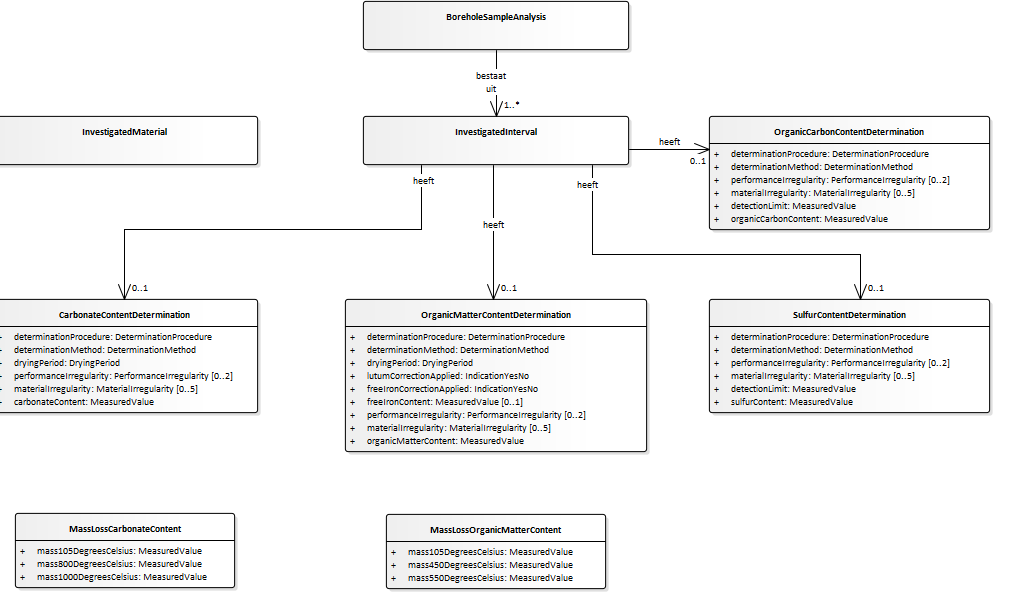 BoreholeSampleAnalysis
bestaat
uit
1..*
InvestigatedMaterial
InvestigatedInterval
heeft
0..1
OrganicCarbonContentDetermination
+ determinationProcedure: DeterminationProcedure
+ determinationMethod: DeterminationMethod
+ performanceIrregularity: PerformanceIrregularity [0..2]
+ materialIrregularity: MaterialIrregularity [0..5]
+ detectionLimit: MeasuredValue
+ organicCarbonContent: MeasuredValue
heeft
heeft
heeft
0..1
0..1
0..1
CarbonateContentDetermination
+ determinationProcedure: DeterminationProcedure
+ determinationMethod: DeterminationMethod
+ dryingPeriod: DryingPeriod
+ performanceIrregularity: PerformanceIrregularity [0..2]
+ materialIrregularity: MaterialIrregularity [0..5]
+ carbonateContent: MeasuredValue
OrganicMatterContentDetermination
+ determinationProcedure: DeterminationProcedure
+ determinationMethod: DeterminationMethod
+ dryingPeriod: DryingPeriod
+ lutumCorrectionApplied: IndicationYesNo
+ freeIronCorrectionApplied: IndicationYesNo
+ freeIronContent: MeasuredValue [0..1]
+ performanceIrregularity: PerformanceIrregularity [0..2]
+ materialIrregularity: MaterialIrregularity [0..5]
+ organicMatterContent: MeasuredValue
SulfurContentDetermination
+ determinationProcedure: DeterminationProcedure
+ determinationMethod: DeterminationMethod
+ performanceIrregularity: PerformanceIrregularity [0..2]
+ materialIrregularity: MaterialIrregularity [0..5]
+ detectionLimit: MeasuredValue
+ sulfurContent: MeasuredValue
MassLossCarbonateContent
+ mass105DegreesCelsius: MeasuredValue
+ mass800DegreesCelsius: MeasuredValue
+ mass1000DegreesCelsius: MeasuredValue
MassLossOrganicMatterContent
+ mass105DegreesCelsius: MeasuredValue
+ mass450DegreesCelsius: MeasuredValue
+ mass550DegreesCelsius: MeasuredValue